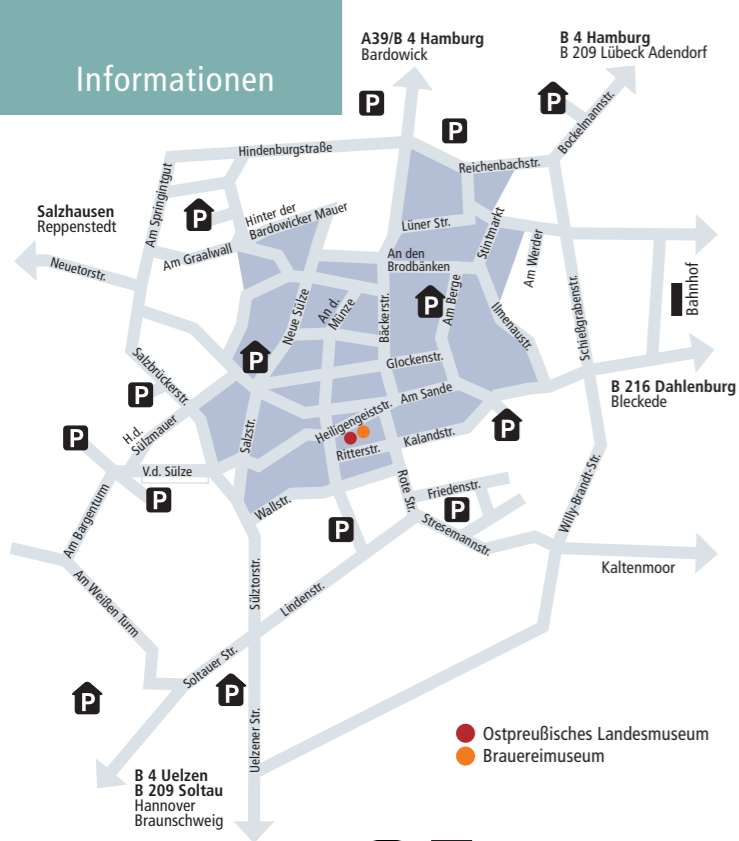 Informationen
A39/B 4 Hamburg
Bardowick
B 4 Hamburg
B 209 Lübeck Adendorf
P
P
P
Bockelmannstr.
Hindenburgstraße
Reichenbachstr.
Am Springintgut
P
Hinter der
Bardowicker Mauer
Salzhausen
Reppenstedt
Lüner Str.
Stintmarkt
Am Werder
Am Graalwall
Neuetorstr.
An den
Brodbänken
Bahnhof
Neue Sülze
An d.
Münze
Bäckerstr.
P
Am Berge
Ilmenaustr.
Schießgrabenstr.
P
Glockenstr.
Salzbrückerstr.
P
Am Sande
B 216 Dahlenburg
Bleckede
H.d.
Sülzmauer
Salzstr.
Heiligengeiststr.
P
P
Ritterstr.
Kalandstr.
V.d. Sülze
P
Wallstr.
Rote Str.
Friedenstr.
P
P
Stresemannstr.
Willy-Brandt-Str.
Am Bargenturm
Kaltenmoor
Am Weißen Turm
Sülztorstr.
Lindenstr.
Soltauer Str.
P
P
Uelzener Str.
Ostpreußisches Landesmuseum
Brauereimuseum
B 4 Uelzen
B 209 Soltau
Hannover
Braunschweig